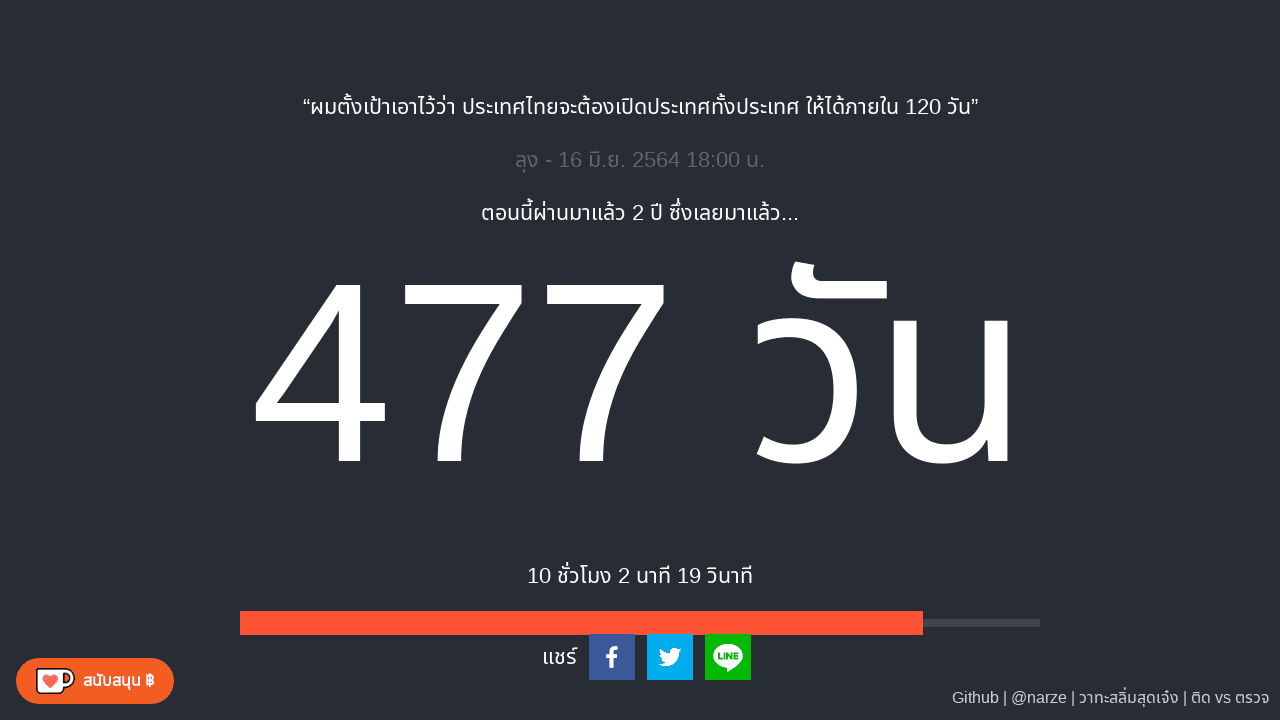 “ผมตั้งเป้าเอาไว้ว่า ประเทศไทยจะต้องเปิดประเทศทั้งประเทศ ให้ได้ภายใน 120 วัน”
ลุง - 16 มิ.ย. 2564 18:00 น.
ตอนนี้ผ่านมาแล้ว 2 ปี ซึ่งเลยมาแล้ว...
477 วัน
10 ชั่วโมง 2 นาที 19 วินาที
แชร์
LINE
สนับสนุน ฿
Github | @narze | วาทะสลิ่มสุดเจ๋ง | ติด vs ตรวจ